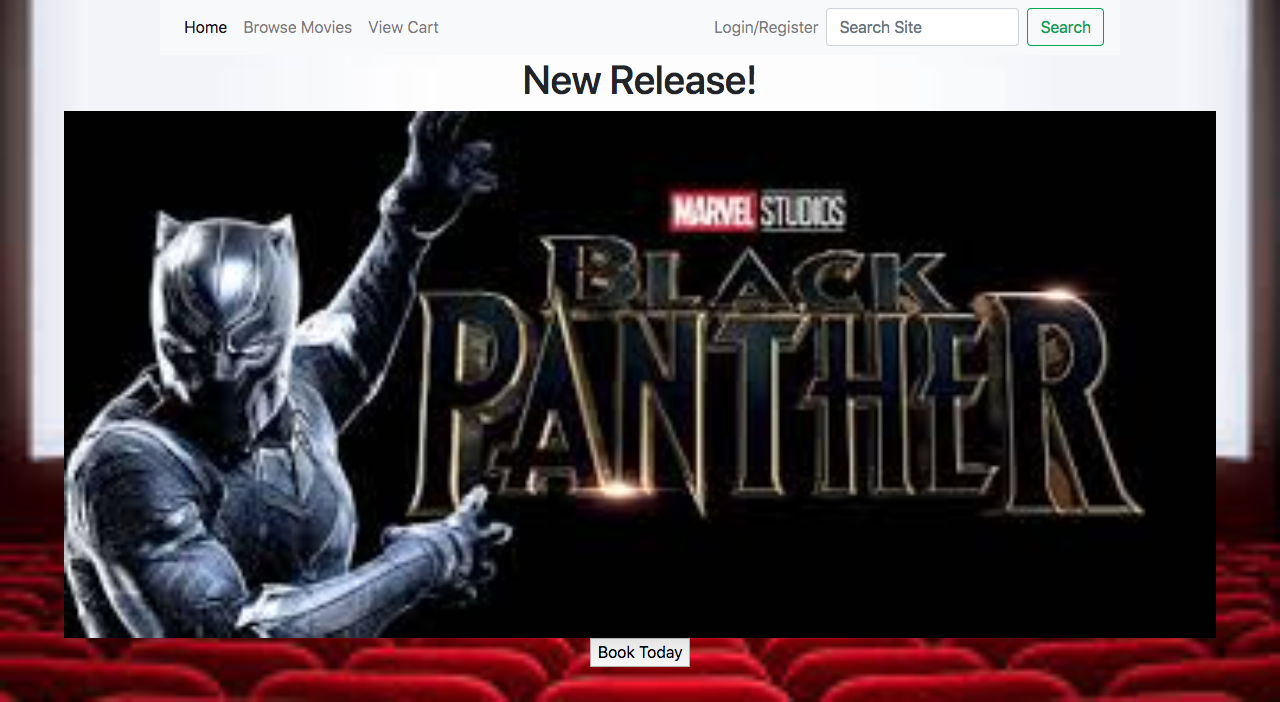 Home Browse Movies View Cart Login/Register Search Site Search
New Release!
MARVEL STUDIOS
BLACK
PANTHER
Book Today